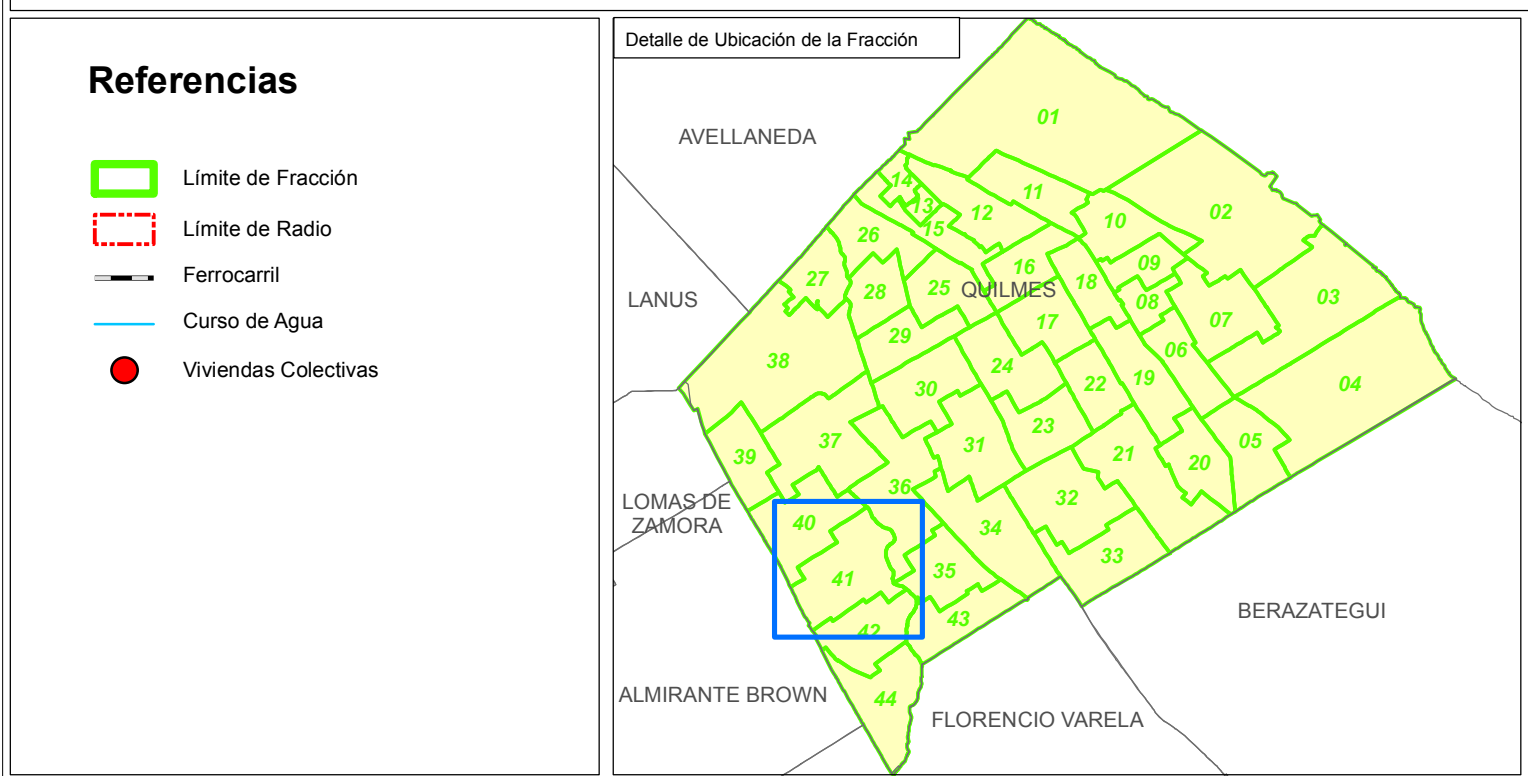 Referencias
Límite de Fracción
Límite de Radio
Ferrocarril
Curso de Agua
Viviendas Colectivas
Detalle de Ubicación de la Fracción
01
AVELLANEDA
14
11
13
12
02
10
15
26
16
09
27
28
25
QUILMES
18
LANUS
08
03
07
17
29
06
38
24
19
22
04
30
23
37
31
05
39
21
20
36
32
LOMAS DE
ZAMORA
40
34
33
35
41
BERAZATEGUI
43
42
ALMIRANTE BROWN
44
FLORENCIO VARELA